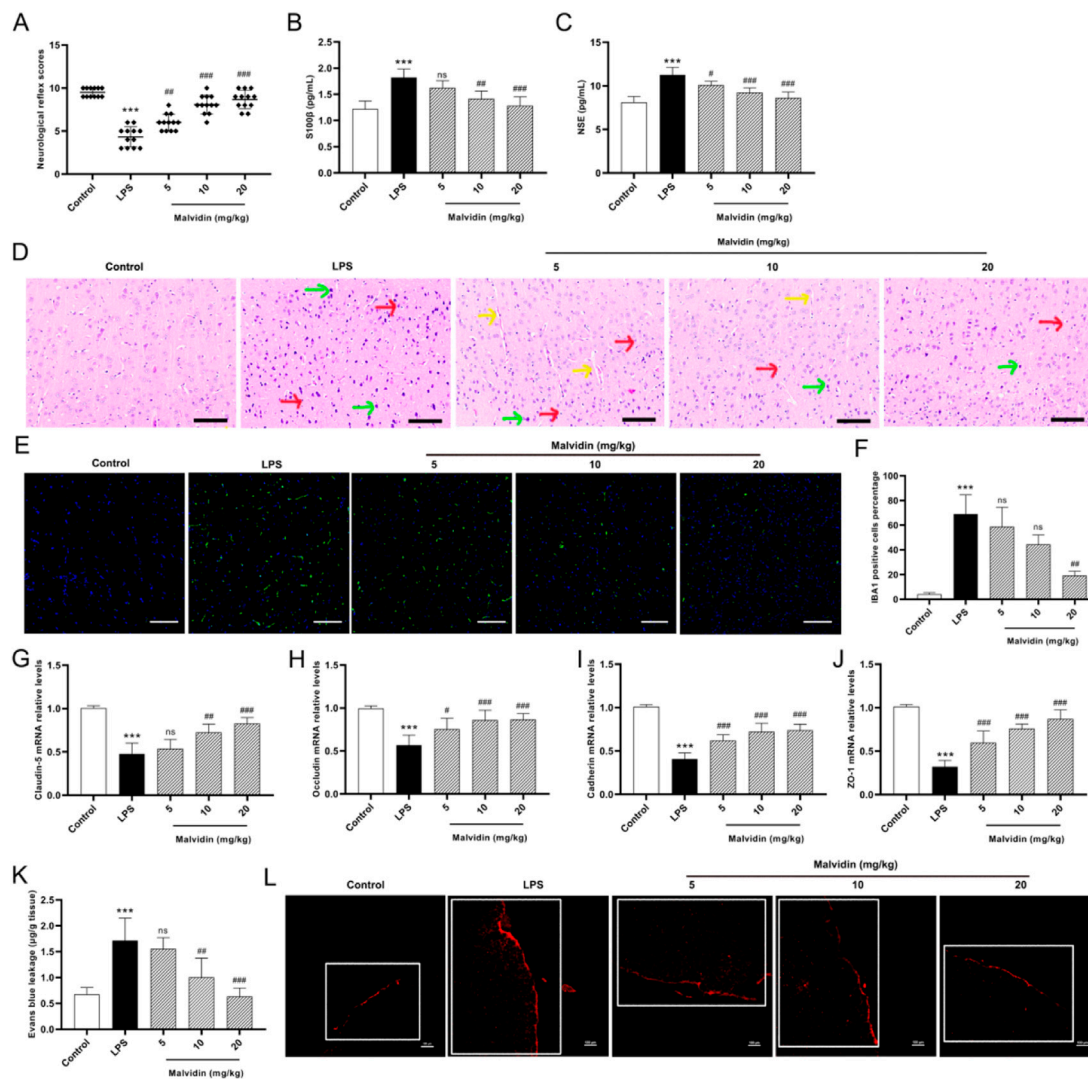 A
Neurological reflex scores
15
10
5
0
***
##
###
###
Control
LPS
5
10
20
Malvidin (mg/kg)
B
S100β (pg/mL)
2.5
2.0
1.5
1.0
0.5
0.0
***
ns
##
###
Control
LPS
5
10
20
Malvidin (mg/kg)
C
NSE (pg/mL)
15
10
5
0
***
#
###
###
Control
LPS
5
10
20
Malvidin (mg/kg)
D
Malvidin (mg/kg)
Control
LPS
5
10
20
E
Malvidin (mg/kg)
Control
LPS
5
10
20
F
IBA1 positive cells percentage
100
80
60
40
20
0
***
ns
ns
##
Control
LPS
5
10
20
Malvidin (mg/kg)
G
Claudin-5 mRNA relative levels
1.5
1.0
0.5
0.0
***
ns
##
###
Control
LPS
5
10
20
Malvidin (mg/kg)
H
Occludin mRNA relative levels
1.5
1.0
0.5
0.0
***
#
###
###
Control
LPS
5
10
20
Malvidin (mg/kg)
I
Cadherin mRNA relative levels
1.5
1.0
0.5
0.0
***
###
###
###
Control
LPS
5
10
20
Malvidin (mg/kg)
J
ZO-1 mRNA relative levels
1.5
1.0
0.5
0.0
***
###
###
###
Control
LPS
5
10
20
Malvidin (mg/kg)
K
Evans blue leakage (μg/g tissue)
2.5
2.0
1.5
1.0
0.5
0.0
***
ns
##
###
Control
LPS
5
10
20
Malvidin (mg/kg)
L
Malvidin (mg/kg)
Control
LPS
5
10
20
100 μm
100 μm
100 μm
100 μm